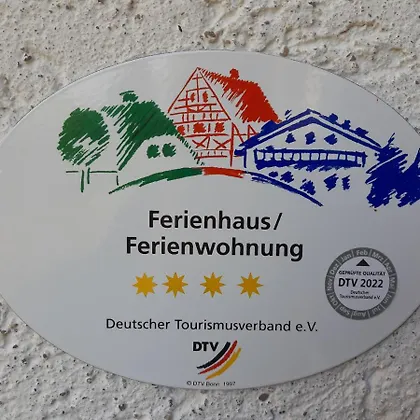 Ferienhaus/
Ferienwohnung
GEPRÜFTE QUALITÄT
DTV 2022
Deutscher
Tourismusverband e.V.
Deutscher Tourismusverband e.V.
DTV
© DTV Bonn 1997